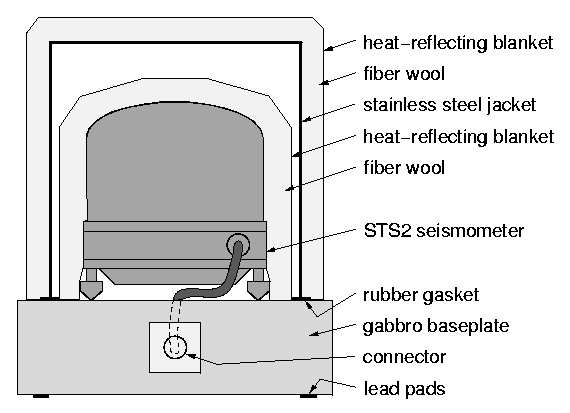 heat-reflecting blanket
fiber wool
stainless steel jacket
heat-reflecting blanket
fiber wool
STS2 seismometer
rubber gasket
gabbro baseplate
connector
lead pads